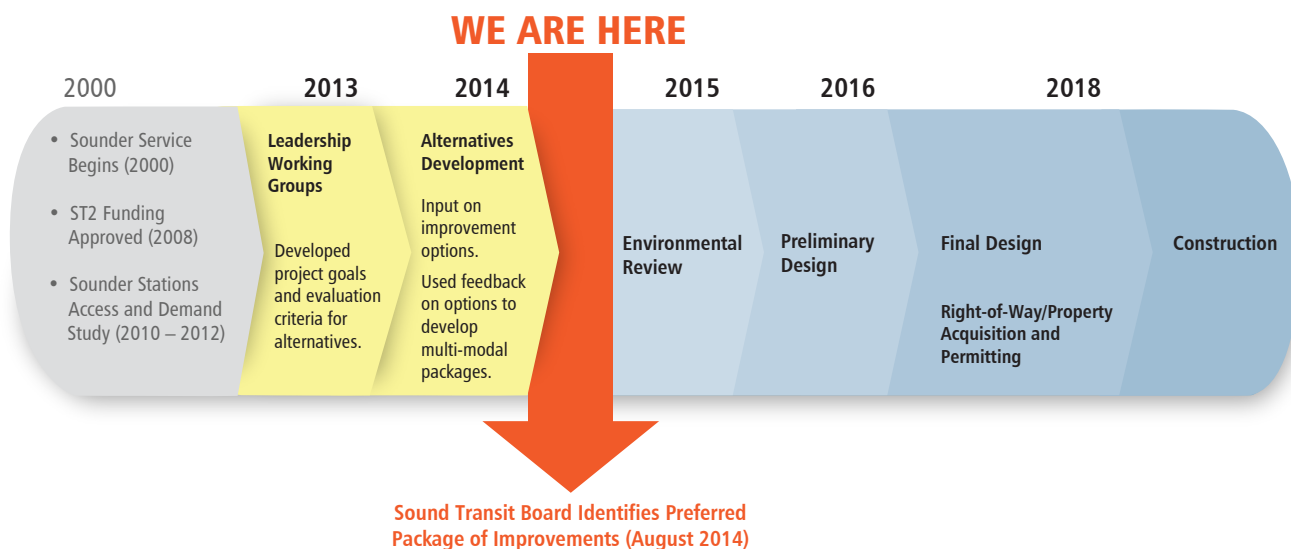 WE ARE HERE
2000
2013
2014
2015
2016
2018
• Sounder Service
Begins (2000)
• ST2 Funding
Approved (2008)
• Sounder Stations
Access and Demand
Study (2010 – 2012)
Leadership
Working
Groups
Developed
project goals
and evaluation
criteria for
alternatives.
Alternatives
Development
Input on
improvement
options.
Used feedback
on options to
develop
multi-modal
packages.
Environmental
Review
Preliminary
Design
Final Design
Right-of-Way/Property
Acquisition and
Permitting
Construction
Sound Transit Board Identifies Preferred
Package of Improvements (August 2014)